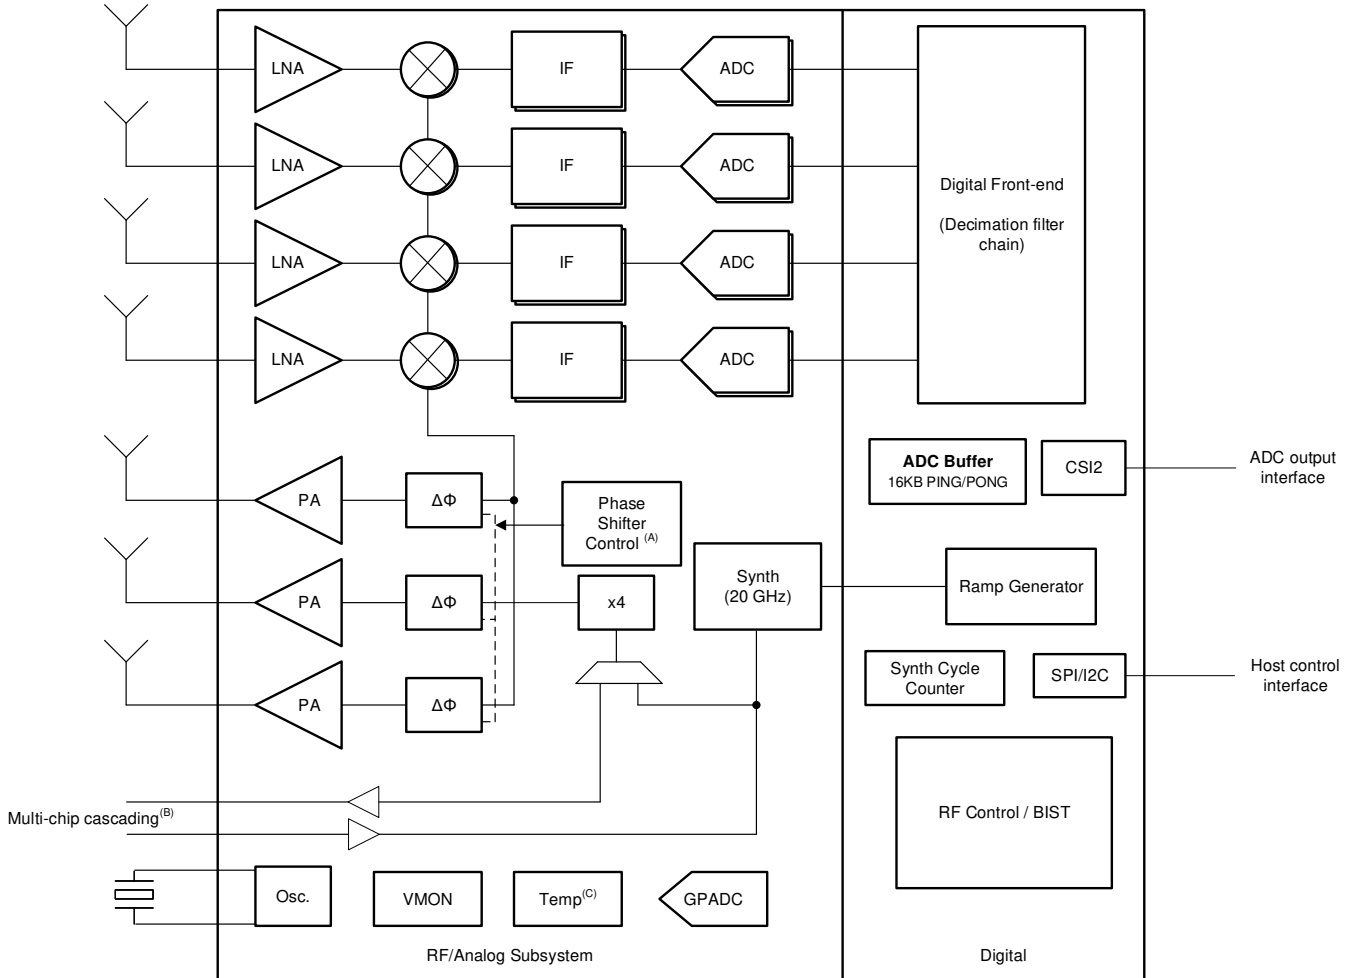 LNA
IF
ADC
LNA
IF
ADC
Digital Front-end
(Decimation filter
chain)
LNA
IF
ADC
LNA
IF
ADC
ADC Buffer
16KB PING/PONG
CSI2
ADC output
interface
PA
ΔΦ
Phase
Shifter
Control (A)
PA
ΔΦ
x4
Synth
(20 GHz)
Ramp Generator
PA
ΔΦ
Synth Cycle
Counter
SPI/I2C
Host control
interface
Multi-chip cascading(B)
RF Control / BIST
Osc.
VMON
Temp(C)
GPADC
RF/Analog Subsystem
Digital